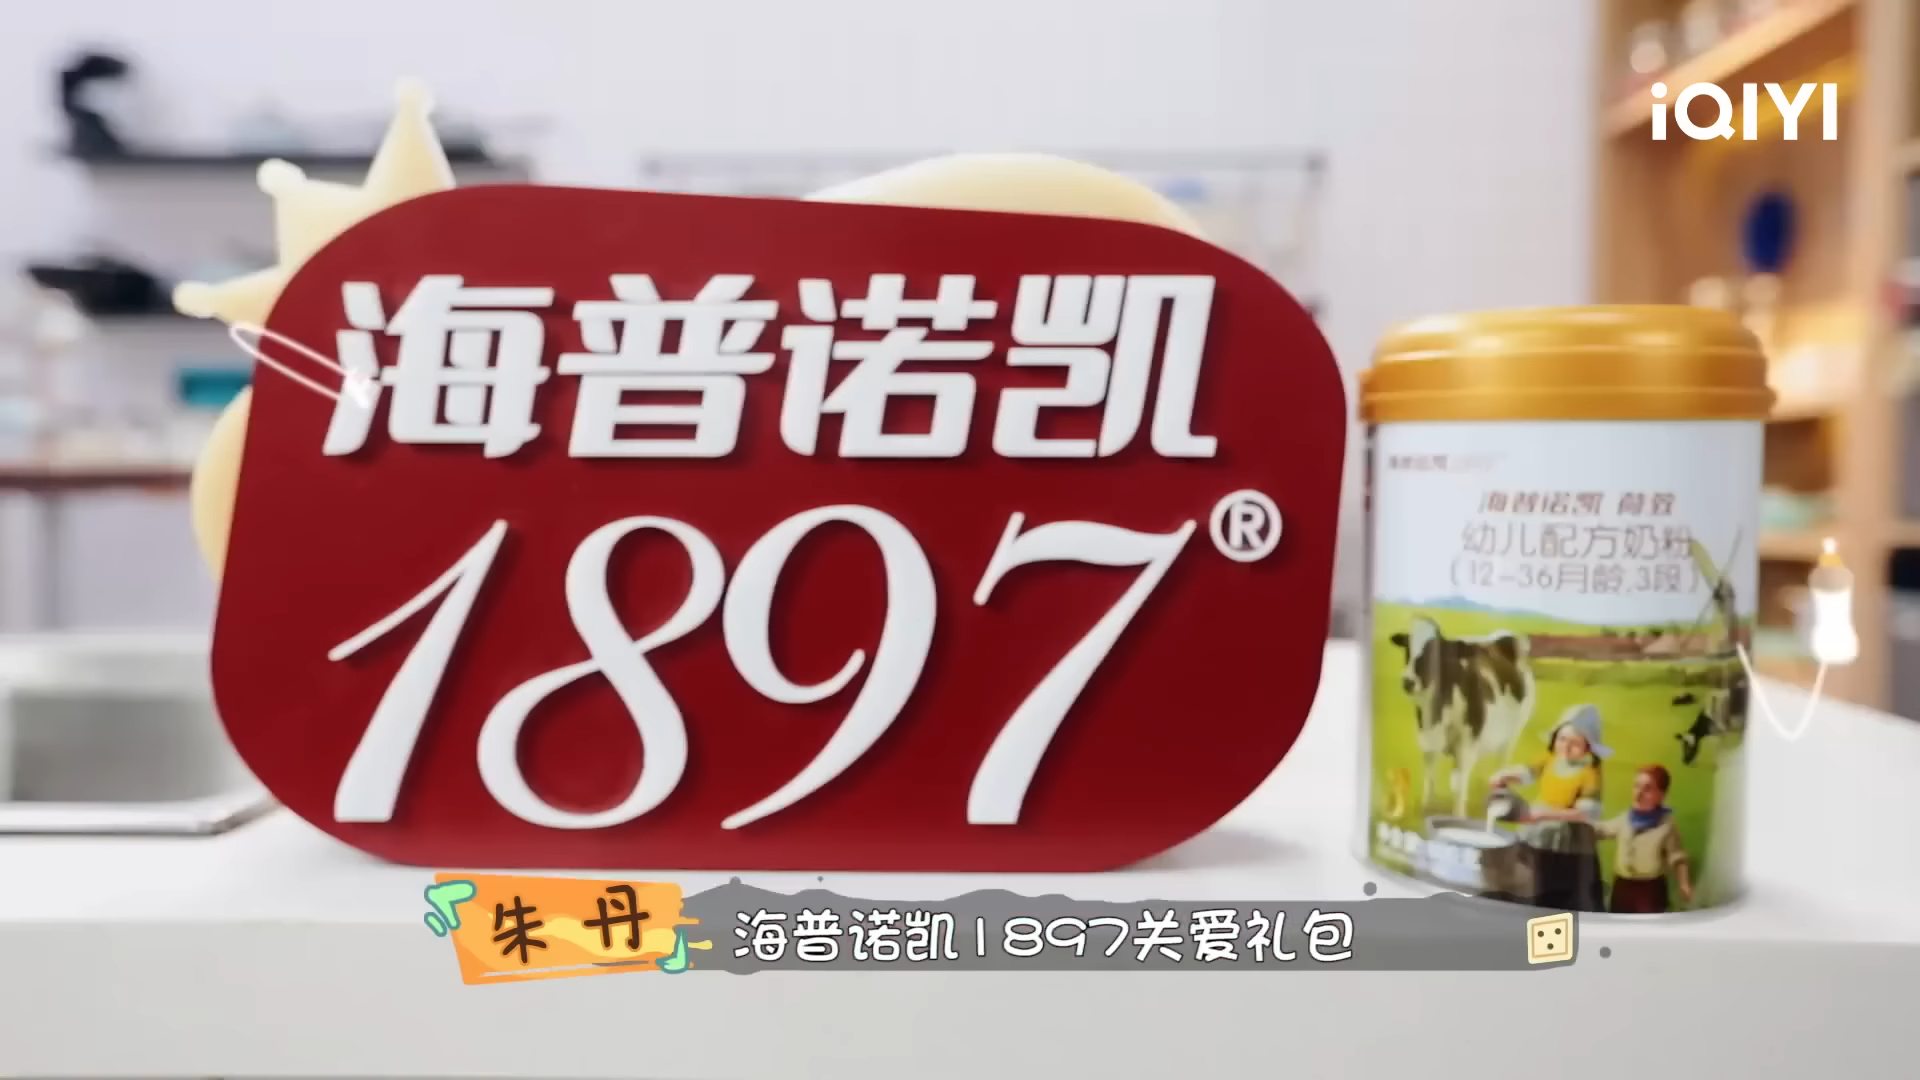 iQIYI
海普诺凯
1897®
海普诺凯 荷致
幼儿配方奶粉
(12-36月龄,3段)
朱丹
海普诺凯1897关爱礼包